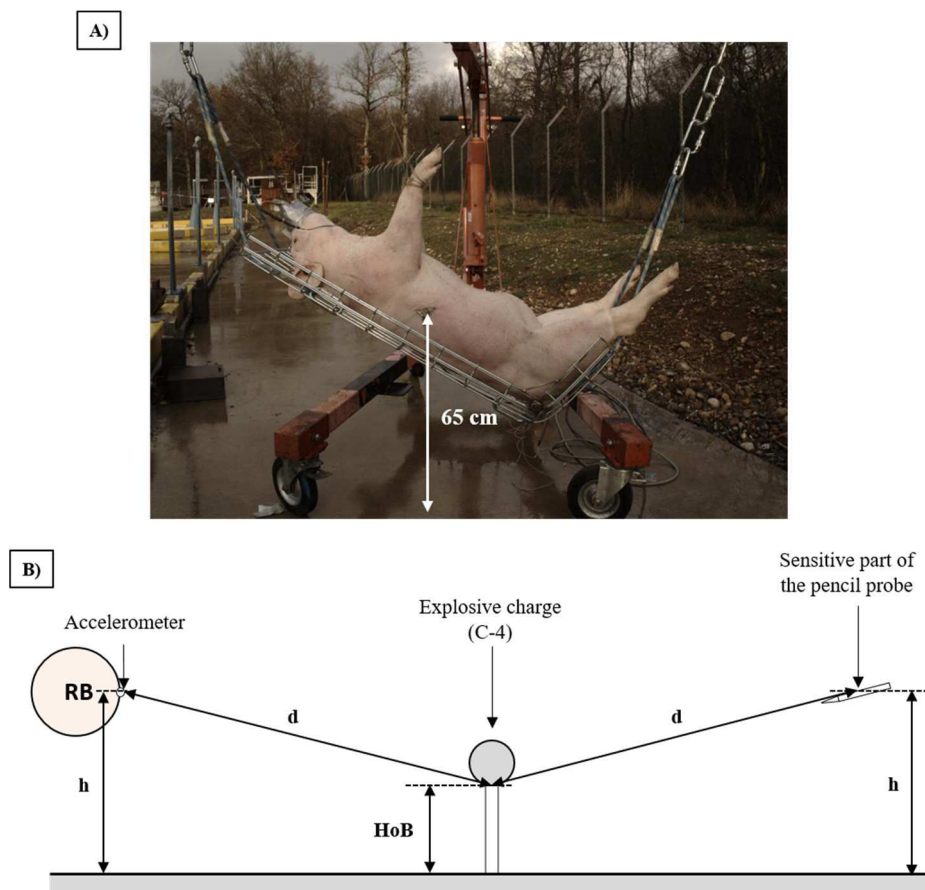 A)
65 cm
B)
Sensitive part of
the pencil probe
Explosive charge
(C-4)
Accelerometer
RB
d
d
h
h
HoB